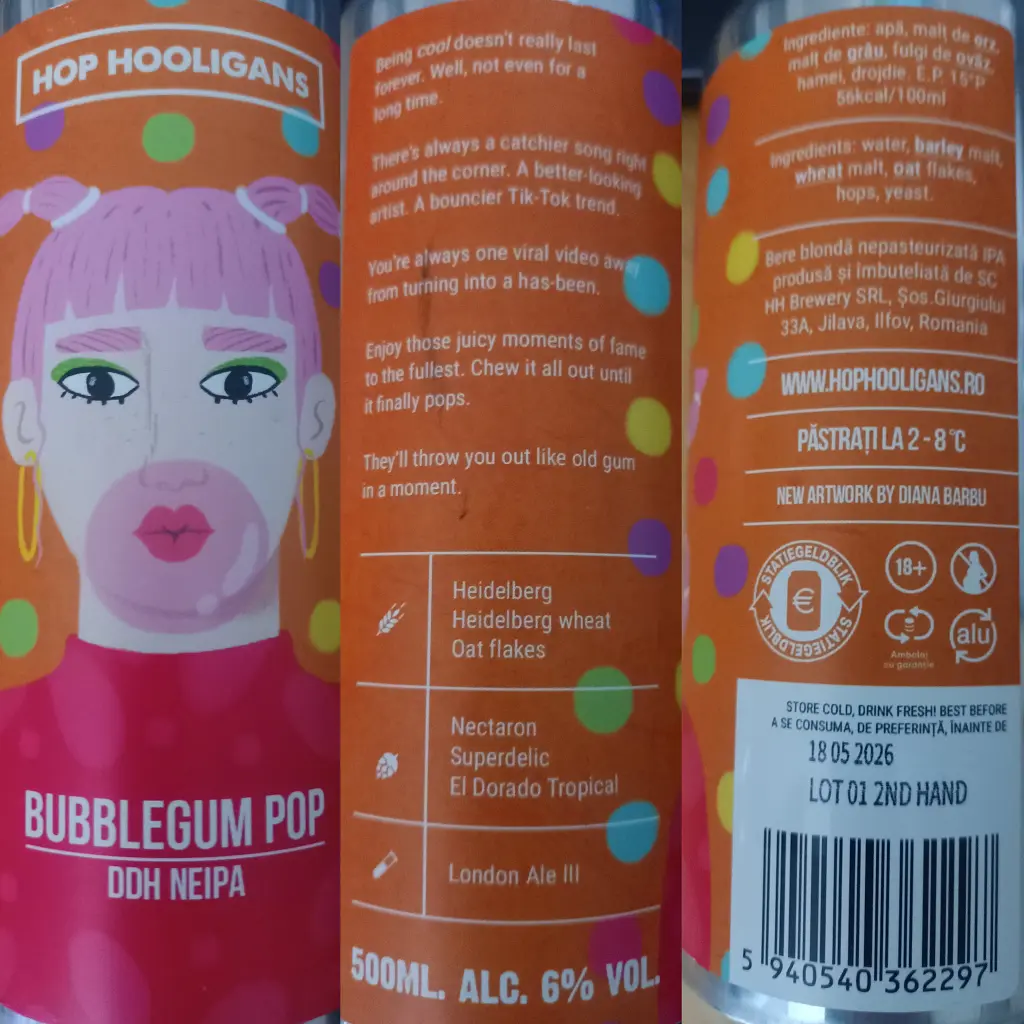 HOP HOOLIGANS
BUBBLEGUM POP
DDH NEIPA
Being cool doesn't really last
forever. Well, not even for a
long time.
There's always a catchier song right
around the corner. A better-looking
artist. A bouncier Tik-Tok trend.
You're always one viral video away
from turning into a has-been.
Enjoy those juicy moments of fame
to the fullest. Chew it all out until
it finally pops.
They'll throw you out like old gum
in a moment.
Heidelberg
Heidelberg wheat
Oat flakes
Nectaron
Superdelic
El Dorado Tropical
London Ale III
500ML. ALC. 6% VOL.
Ingrediente: apă, malț de orz,
malț de grâu, fulgi de ovăz,
hamei, drojdie. E.P. 15°P
56kcal/100ml
Ingredients: water, barley malt,
wheat malt, oat flakes,
hops, yeast.
Bere blondă nepasteurizată IPA
produsă și îmbuteliată de SC
HH Brewery SRL, Șos.Giurgiului
33A, Jilava, Ilfov, Romania
WWW.HOPHOOLIGANS.RO
PĂSTRAȚI LA 2 - 8°C
NEW ARTWORK BY DIANA BARBU
STATIEGELDBLIK
€
STATIEGELDBLIK
18+
Ambalaj
cu garanție
alu
STORE COLD, DRINK FRESH! BEST BEFORE
A SE CONSUMA, DE PREFERINȚĂ, ÎNAINTE DE
18 05 2026
LOT 01 2ND HAND
5 940540 362297